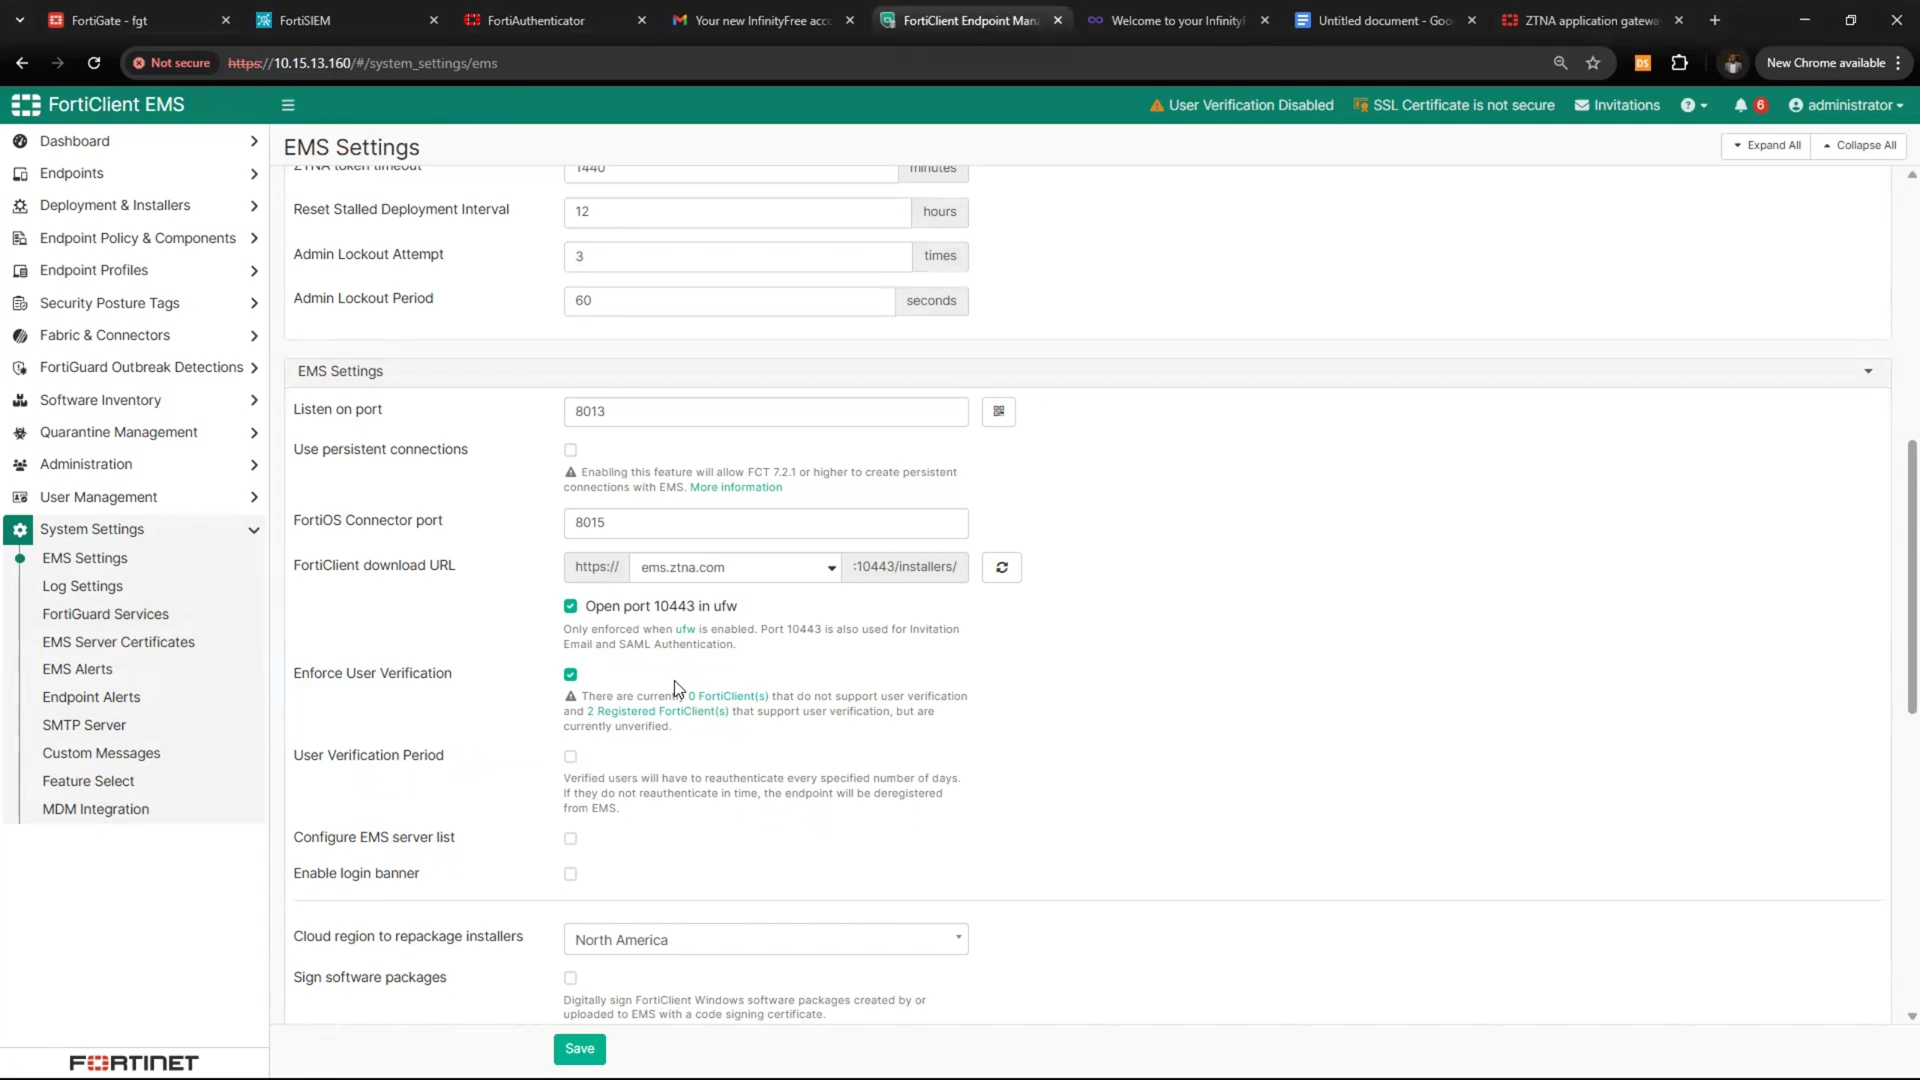 FortiGate - fgt
FortiSIEM
FortiAuthenticator
Your new InfinityFree acc
FortiClient Endpoint Mana
Welcome to your InfinityF
Untitled document - Goo
ZTNA application gatewa
Not secure
https://10.15.13.160/#/system_settings/ems
DS
New Chrome available
FortiClient EMS
User Verification Disabled
SSL Certificate is not secure
Invitations
6
administrator
Dashboard
Endpoints
Deployment & Installers
Endpoint Policy & Components
Endpoint Profiles
Security Posture Tags
Fabric & Connectors
FortiGuard Outbreak Detections
Software Inventory
Quarantine Management
Administration
User Management
System Settings
EMS Settings
Log Settings
FortiGuard Services
EMS Server Certificates
EMS Alerts
Endpoint Alerts
SMTP Server
Custom Messages
Feature Select
MDM Integration
FORTINET
EMS Settings
Expand All
Collapse All
ZTNA token timeout 1440 minutes
Reset Stalled Deployment Interval 12 hours
Admin Lockout Attempt 3 times
Admin Lockout Period 60 seconds
EMS Settings
Listen on port 8013
Use persistent connections
Enabling this feature will allow FCT 7.2.1 or higher to create persistent
connections with EMS. More information
FortiOS Connector port 8015
FortiClient download URL https:// ems.ztna.com :10443/installers/
Open port 10443 in ufw
Only enforced when ufw is enabled. Port 10443 is also used for Invitation
Email and SAML Authentication.
Enforce User Verification
There are currently 0 FortiClient(s) that do not support user verification
and 2 Registered FortiClient(s) that support user verification, but are
currently unverified.
User Verification Period
Verified users will have to reauthenticate every specified number of days.
If they do not reauthenticate in time, the endpoint will be deregistered
from EMS.
Configure EMS server list
Enable login banner
Cloud region to repackage installers North America
Sign software packages
Digitally sign FortiClient Windows software packages created by or
uploaded to EMS with a code signing certificate.
Save